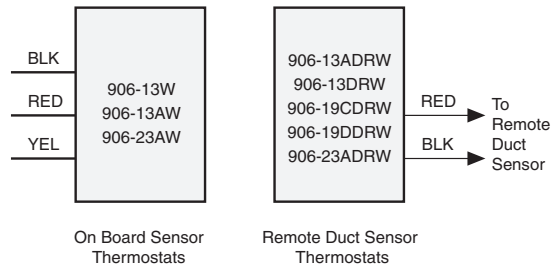 BLK
RED
YEL
906-13W
906-13AW
906-23AW
On Board Sensor
Thermostats
906-13ADRW
906-13DRW
906-19CDRW
906-19DDRW
906-23ADRW
RED
BLK
To
Remote
Duct
Sensor
Remote Duct Sensor
Thermostats